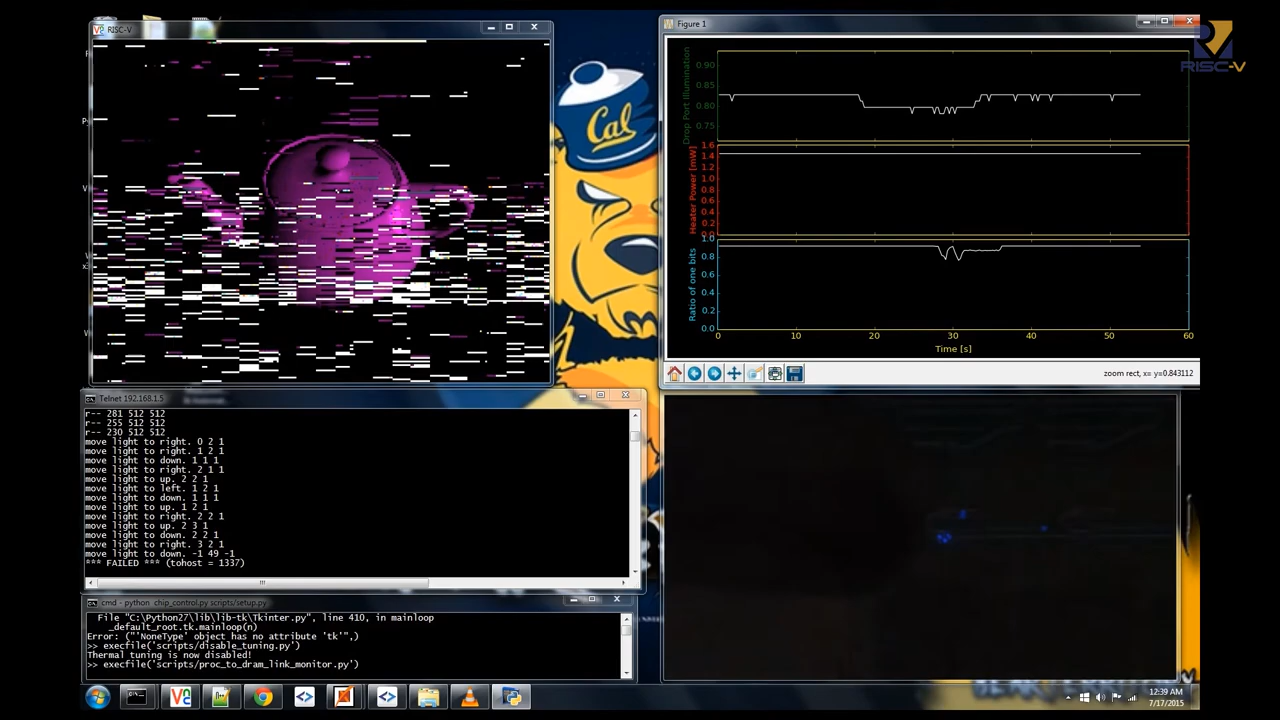 RISC-V
Telnet 192.168.1.5
r-- 281 512 512
r-- 255 512 512
r-- 230 512 512
move light to right. 0 2 1
move light to right. 1 2 1
move light to down. 1 1 1
move light to right. 2 1 1
move light to up. 2 2 1
move light to left. 1 2 1
move light to down. 1 1 1
move light to up. 1 2 1
move light to right. 2 2 1
move light to up. 2 3 1
move light to down. 2 2 1
move light to right. 3 2 1
move light to down. -1 49 -1
*** FAILED *** (tohost = 1337)
cmd - python chip_control.py scripts/setup.py
File "C:\Python27\lib\lib-tk\Tkinter.py", line 410, in mainloop
_default_root.tk.mainloop(n)
Error: ("'NoneType' object has no attribute 'tk'",)
>> execfile('scripts/disable_tuning.py')
Thermal tuning is now disabled!
>> execfile('scripts/proc_to_dram_link_monitor.py')
Cal
Figure 1
RISC-V
Drop Port Illumination
0.90
0.85
0.80
0.75
Heater Power [mW]
1.6
1.4
1.2
1.0
0.8
0.6
0.4
0.2
0.0
Ratio of one bits
1.0
0.8
0.6
0.4
0.2
0.0
0 10 20 30 40 50 60
Time [s]
zoom rect, x= y=0.843112
12:39 AM
7/17/2015